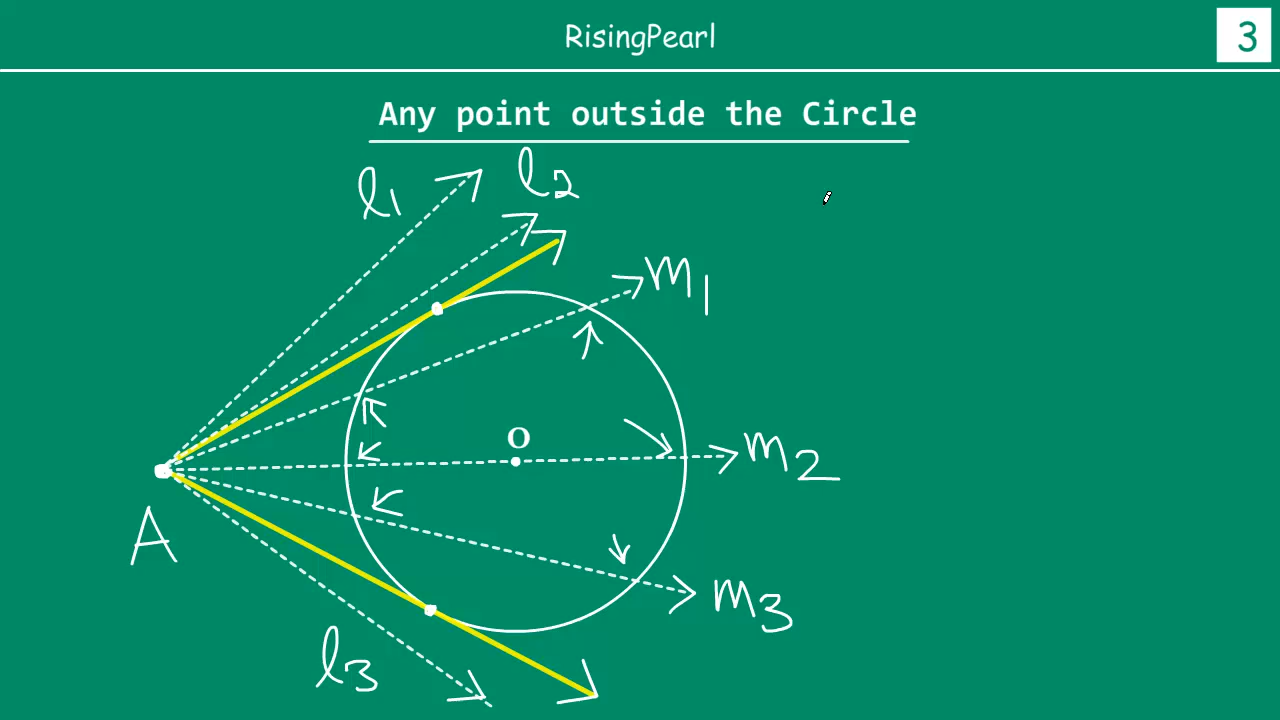 RisingPearl
3
Any point outside the Circle
l1
l2
m1
O
m2
A
m3
l3